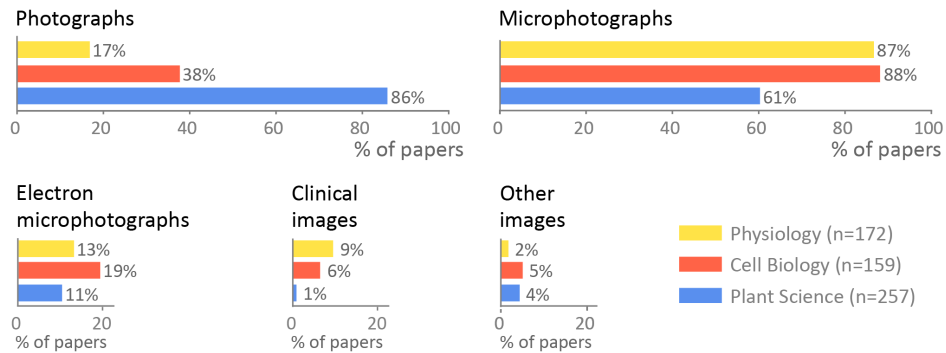 Photographs
17%
38%
86%
0 20 40 60 80 100
% of papers
Microphotographs
87%
88%
61%
0 20 40 60 80 100
% of papers
Electron
microphotographs
13%
19%
11%
0 20
% of papers
Clinical
images
9%
6%
1%
0 20
% of papers
Other
images
2%
5%
4%
0 20
% of papers
Physiology (n=172)
Cell Biology (n=159)
Plant Science (n=257)